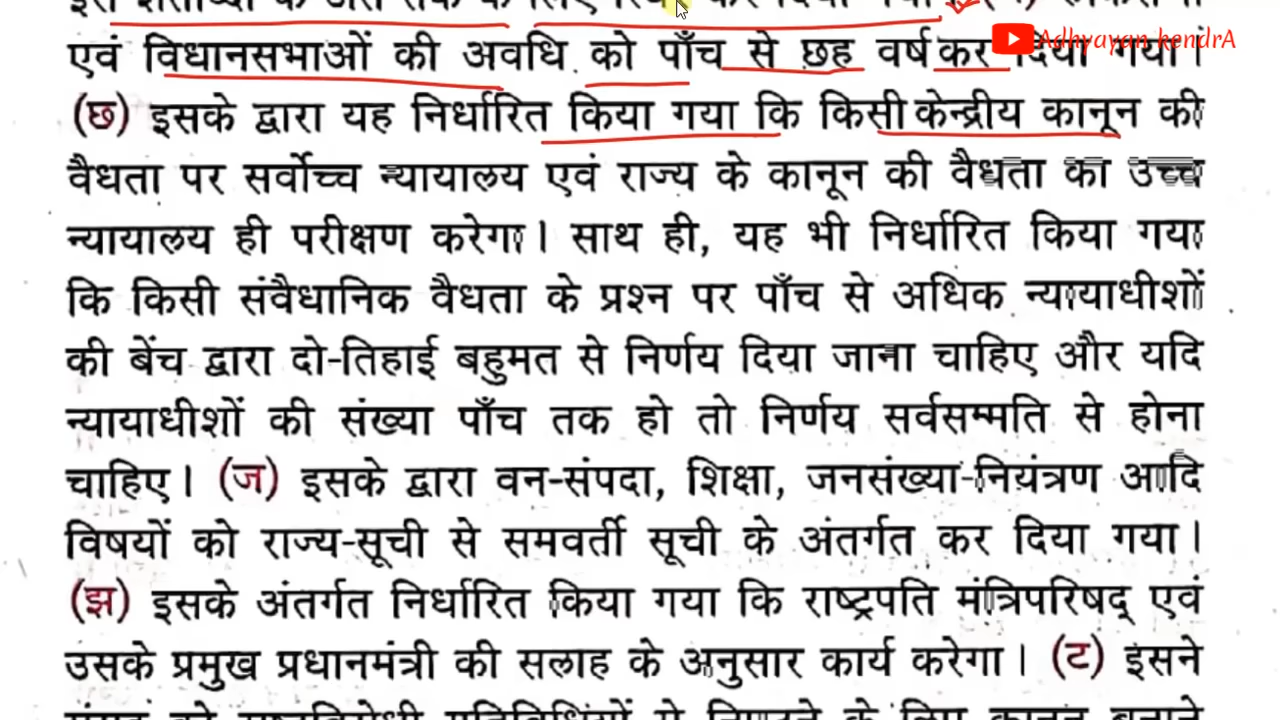 एवं विधानसभाओं की अवधि को पाँच से छह वर्ष कर दिया गया।
Adhyayan kendrA
(छ) इसके द्वारा यह निर्धारित किया गया कि किसी केन्द्रीय कानून की
वैधता पर सर्वोच्च न्यायालय एवं राज्य के कानून की वैधता का उच्च
न्यायालय ही परीक्षण करेगा। साथ ही, यह भी निर्धारित किया गया
कि किसी संवैधानिक वैधता के प्रश्न पर पाँच से अधिक न्यायाधीशों
की बेंच द्वारा दो-तिहाई बहुमत से निर्णय दिया जाना चाहिए और यदि
न्यायाधीशों की संख्या पाँच तक हो तो निर्णय सर्वसम्मति से होना
चाहिए। (ज) इसके द्वारा वन-संपदा, शिक्षा, जनसंख्या-नियंत्रण आदि
विषयों को राज्य-सूची से समवर्ती सूची के अंतर्गत कर दिया गया।
(झ) इसके अंतर्गत निर्धारित किया गया कि राष्ट्रपति मंत्रिपरिषद् एवं
उसके प्रमुख प्रधानमंत्री की सलाह के अनुसार कार्य करेगा। (ट) इसने